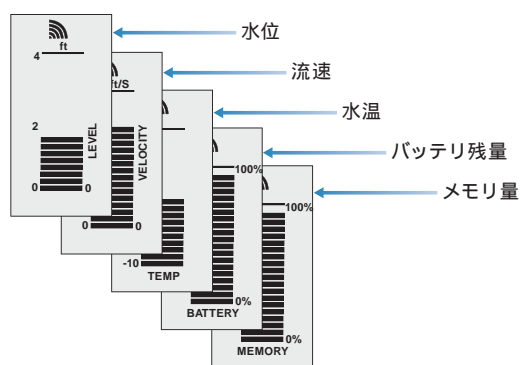 ft
4
2
0
0
LEVEL
水位
ft/S
VELOCITY
0
0
流速
-10
TEMP
水温
100%
0%
BATTERY
バッテリ残量
100%
0%
MEMORY
メモリ量